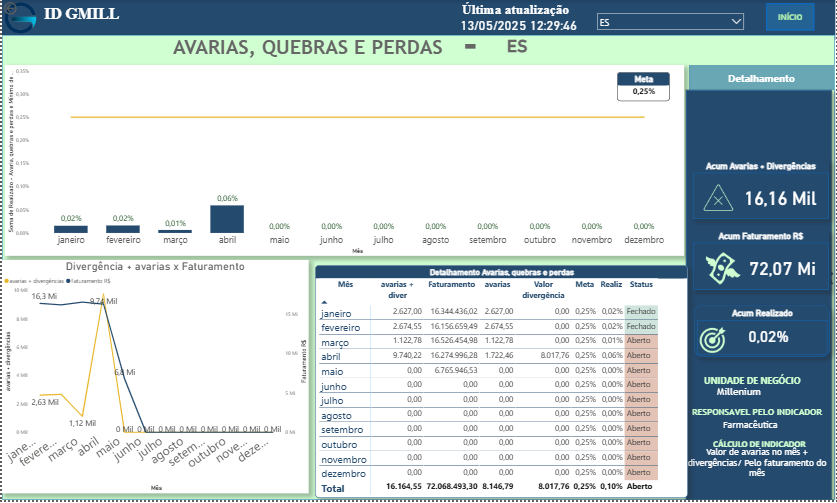 ID GMILL
Última atualização
13/05/2025 12:29:46
ES
INÍCIO
AVARIAS, QUEBRAS E PERDAS - ES
Meta
0,25%
0,35%
0,30%
0,25%
0,20%
0,15%
0,10%
0,05%
0,00%
0,02% 0,02% 0,01% 0,06% 0,00% 0,00% 0,00% 0,00% 0,00% 0,00% 0,00% 0,00%
janeiro fevereiro março abril maio junho julho agosto setembro outubro novembro dezembro
Mês
Detalhamento
Acum Avarias + Divergências
16,16 Mil
Acum Faturamento R$
72,07 Mi
Acum Realizado
0,02%
UNIDADE DE NEGÓCIO
Millenium
RESPONSAVEL PELO INDICADOR
Farmacêutica
CÁLCULO DE INDICADOR
Valor de avarias no mês +
divergências/ Pelo faturamento do
mês
Divergência + avarias x Faturamento
avarias + divergências Faturamento R$
avarias + divergências
10 Mil
8 Mil
6 Mil
4 Mil
2 Mil
0 Mil
16,3 Mi
9,74 Mil
6,8 Mi
2,63 Mil
1,12 Mil
0 Mil 0 Mil 0 Mil 0 Mil 0 Mil 0 Mil 0 Mil 0 Mil
15 Mi
10 Mi
5 Mi
0 Mi
Faturamento R$
jane... fevere... março abril maio junho julho agosto setem... outubro nove... deze...
Mês
Detalhamento Avarias, quebras e perdas
Mês avarias + diver Faturamento avarias Valor divergência Meta Realiz Status
janeiro 2.627,00 16.344.436,02 2.627,00 0,00 0,25% 0,02% Fechado
fevereiro 2.674,55 16.156.659,49 2.674,55 0,00 0,25% 0,02% Fechado
março 1.122,78 16.526.454,98 1.122,78 0,00 0,25% 0,01% Aberto
abril 9.740,22 16.274.996,28 1.722,46 8.017,76 0,25% 0,06% Aberto
maio 0,00 6.765.946,53 0,00 0,00 0,25% 0,00% Aberto
junho 0,00 0,00 0,00 0,00 0,25% 0,00% Aberto
julho 0,00 0,00 0,00 0,00 0,25% 0,00% Aberto
agosto 0,00 0,00 0,00 0,00 0,25% 0,00% Aberto
setembro 0,00 0,00 0,00 0,00 0,25% 0,00% Aberto
outubro 0,00 0,00 0,00 0,00 0,25% 0,00% Aberto
novembro 0,00 0,00 0,00 0,00 0,25% 0,00% Aberto
dezembro 0,00 0,00 0,00 0,00 0,25% 0,00% Aberto
Total 16.164,55 72.068.493,30 8.146,79 8.017,76 0,25% 0,10% Aberto